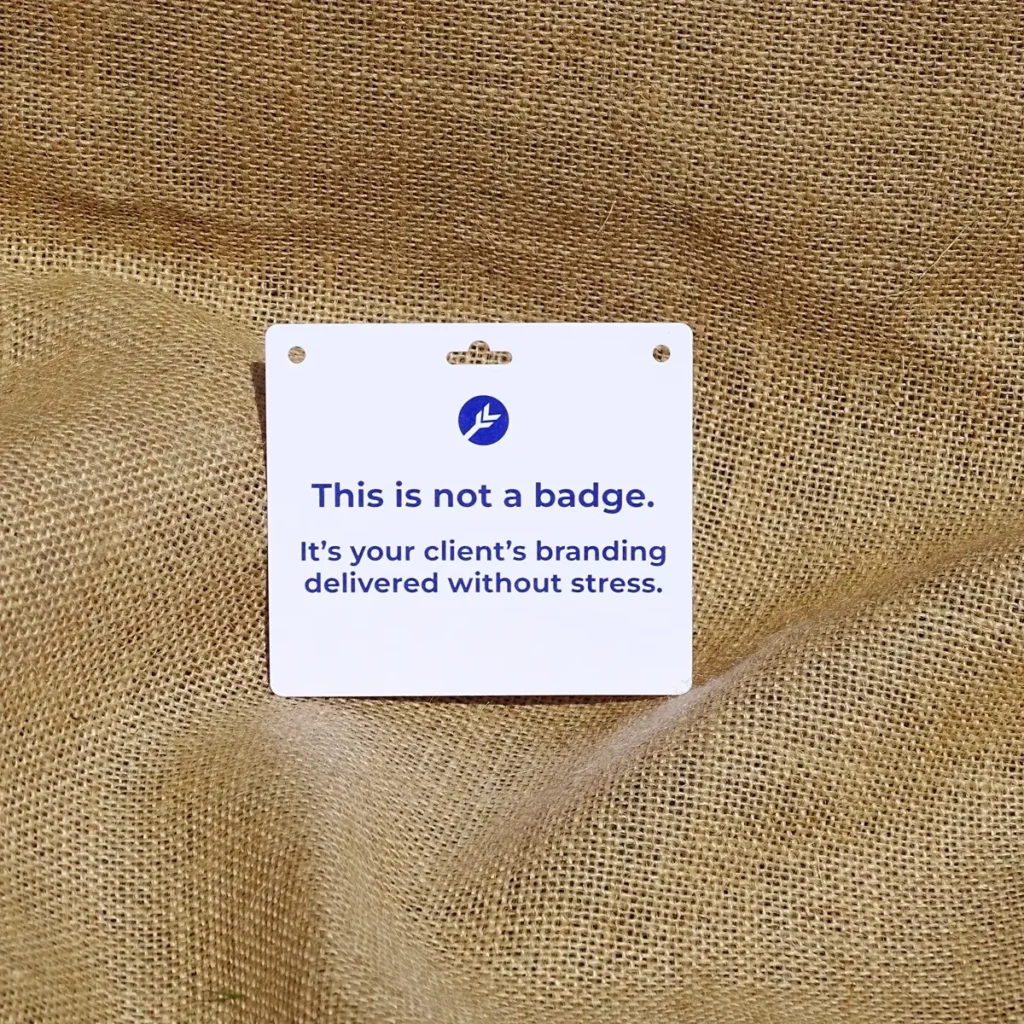 This is not a badge.
It’s your client’s branding
delivered without stress.